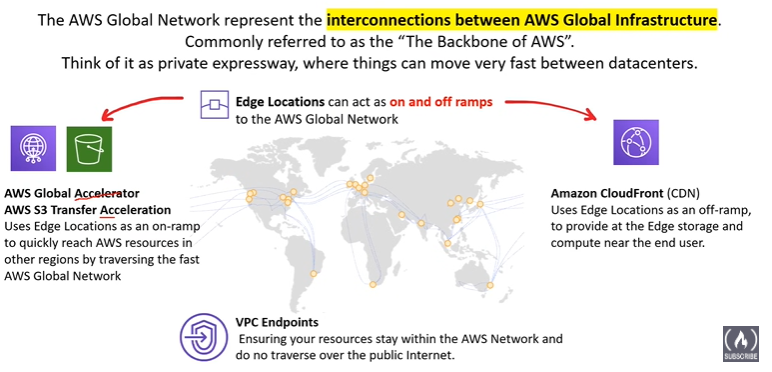 The AWS Global Network represent the interconnections between AWS Global Infrastructure.
Commonly referred to as the “The Backbone of AWS”.
Think of it as private expressway, where things can move very fast between datacenters.
Edge Locations can act as on and off ramps
to the AWS Global Network
AWS Global Accelerator
AWS S3 Transfer Acceleration
Uses Edge Locations as an on-ramp
to quickly reach AWS resources in
other regions by traversing the fast
AWS Global Network
Amazon CloudFront (CDN)
Uses Edge Locations as an off-ramp,
to provide at the Edge storage and
compute near the end user.
VPC Endpoints
Ensuring your resources stay within the AWS Network and
do no traverse over the public Internet.
SUBSCRIBE